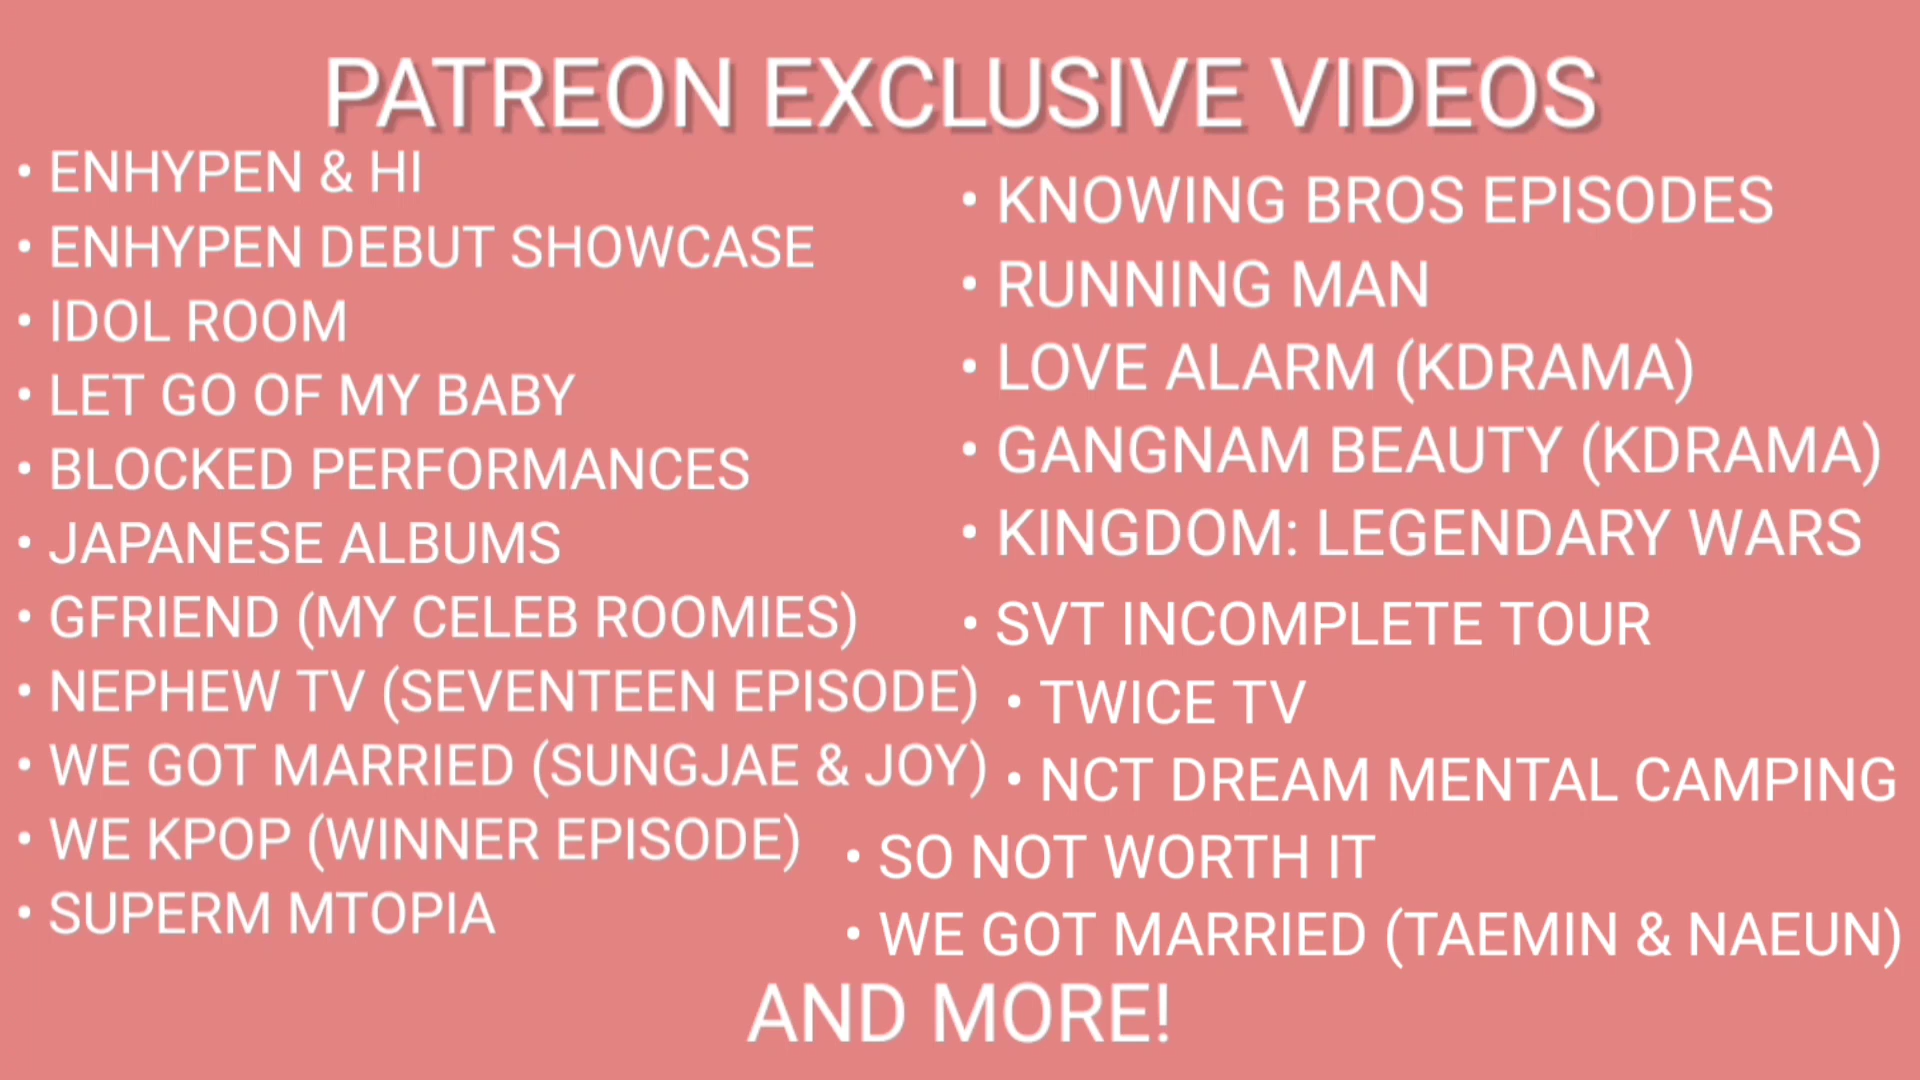 PATREON EXCLUSIVE VIDEOS
• ENHYPEN & HI
• ENHYPEN DEBUT SHOWCASE
• IDOL ROOM
• LET GO OF MY BABY
• BLOCKED PERFORMANCES
• JAPANESE ALBUMS
• GFRIEND (MY CELEB ROOMIES)
• NEPHEW TV (SEVENTEEN EPISODE)
• WE GOT MARRIED (SUNGJAE & JOY)
• WE KPOP (WINNER EPISODE)
• SUPERM MTOPIA
• KNOWING BROS EPISODES
• RUNNING MAN
• LOVE ALARM (KDRAMA)
• GANGNAM BEAUTY (KDRAMA)
• KINGDOM: LEGENDARY WARS
• SVT INCOMPLETE TOUR
• TWICE TV
• NCT DREAM MENTAL CAMPING
• SO NOT WORTH IT
• WE GOT MARRIED (TAEMIN & NAEUN)
AND MORE!